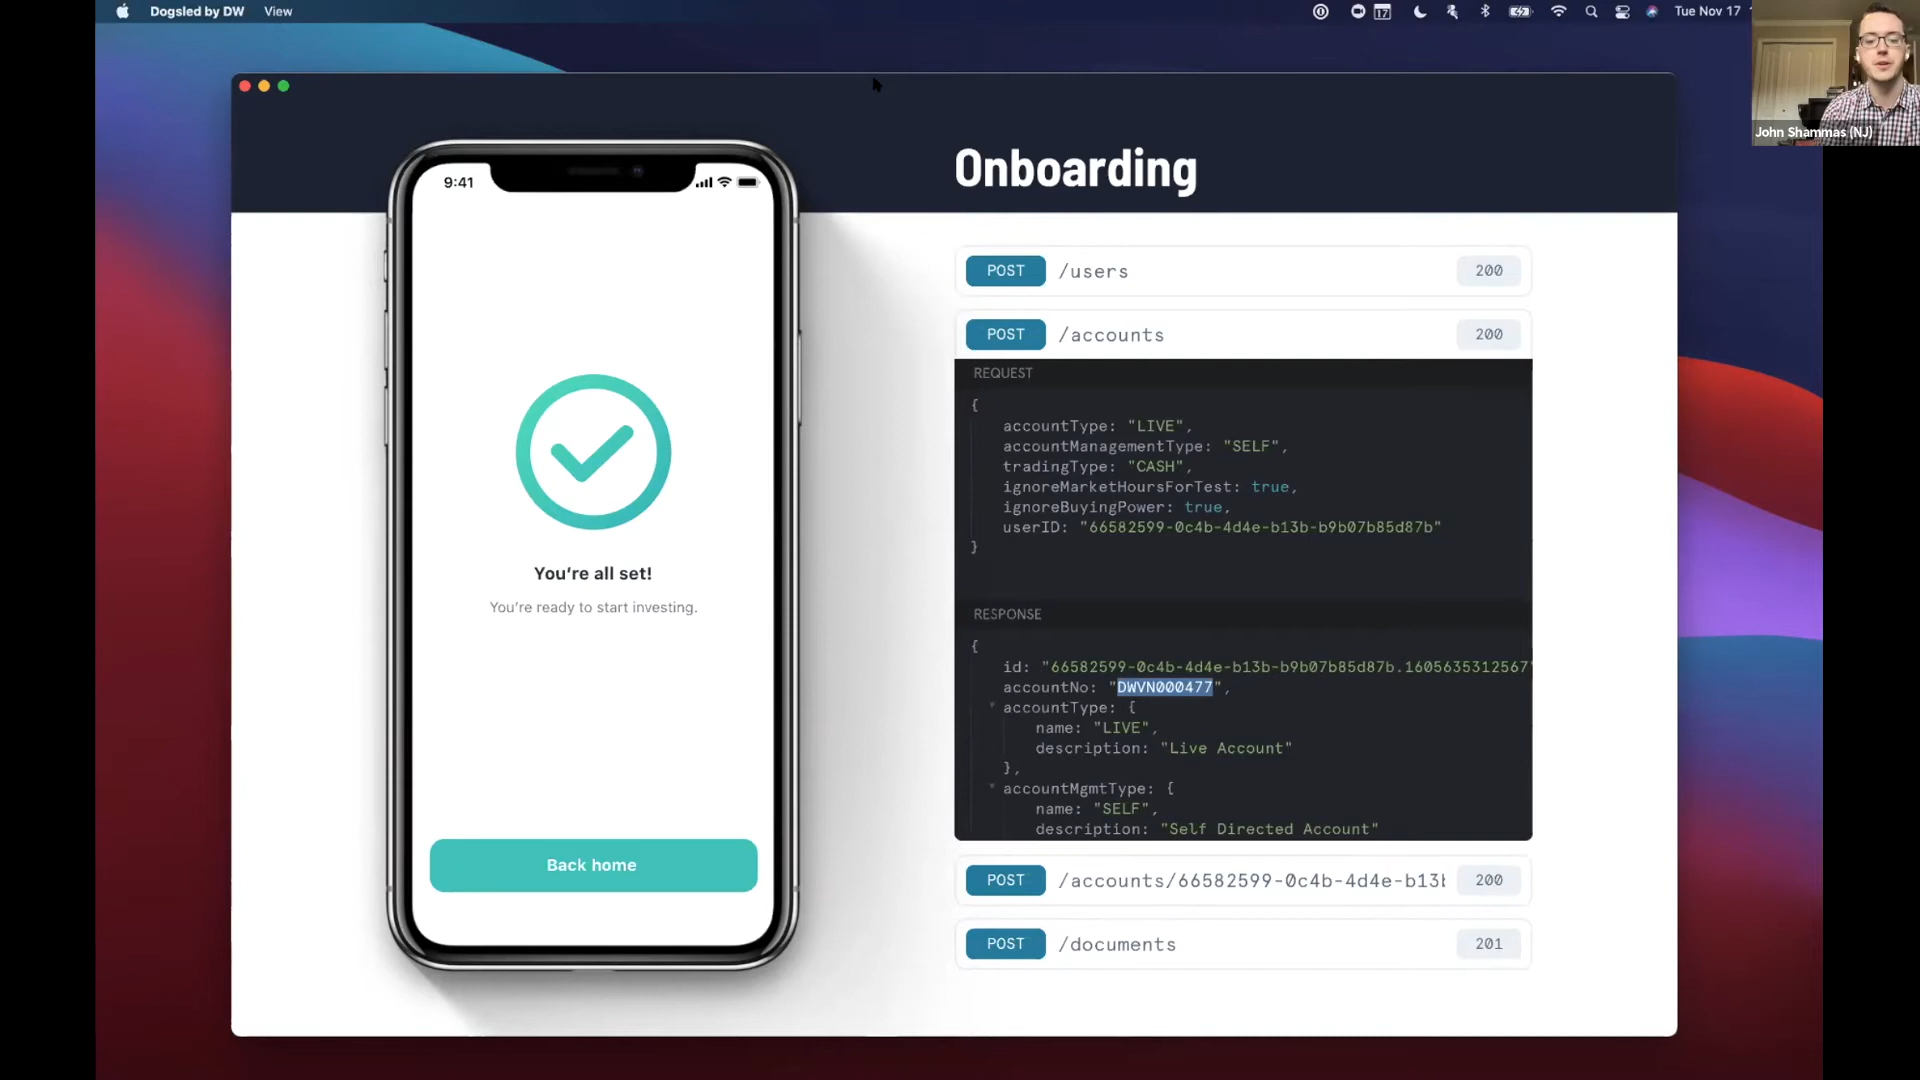 Dogsled by DW View
17 Tue Nov 17
John Shammas (NJ)
9:41
You're all set!
You're ready to start investing.
Back home
Onboarding
POST /users 200
POST /accounts 200
REQUEST
{
accountType: "LIVE",
accountManagementType: "SELF",
tradingType: "CASH",
ignoreMarketHoursForTest: true,
ignoreBuyingPower: true,
userID: "66582599-0c4b-4d4e-b13b-b9b07b85d87b"
}
RESPONSE
{
id: "66582599-0c4b-4d4e-b13b-b9b07b85d87b.1605635312567"
accountNo: "DWVN000477",
accountType: {
name: "LIVE",
description: "Live Account"
},
accountMgmtType: {
name: "SELF",
description: "Self Directed Account"
POST /accounts/66582599-0c4b-4d4e-b13b 200
POST /documents 201